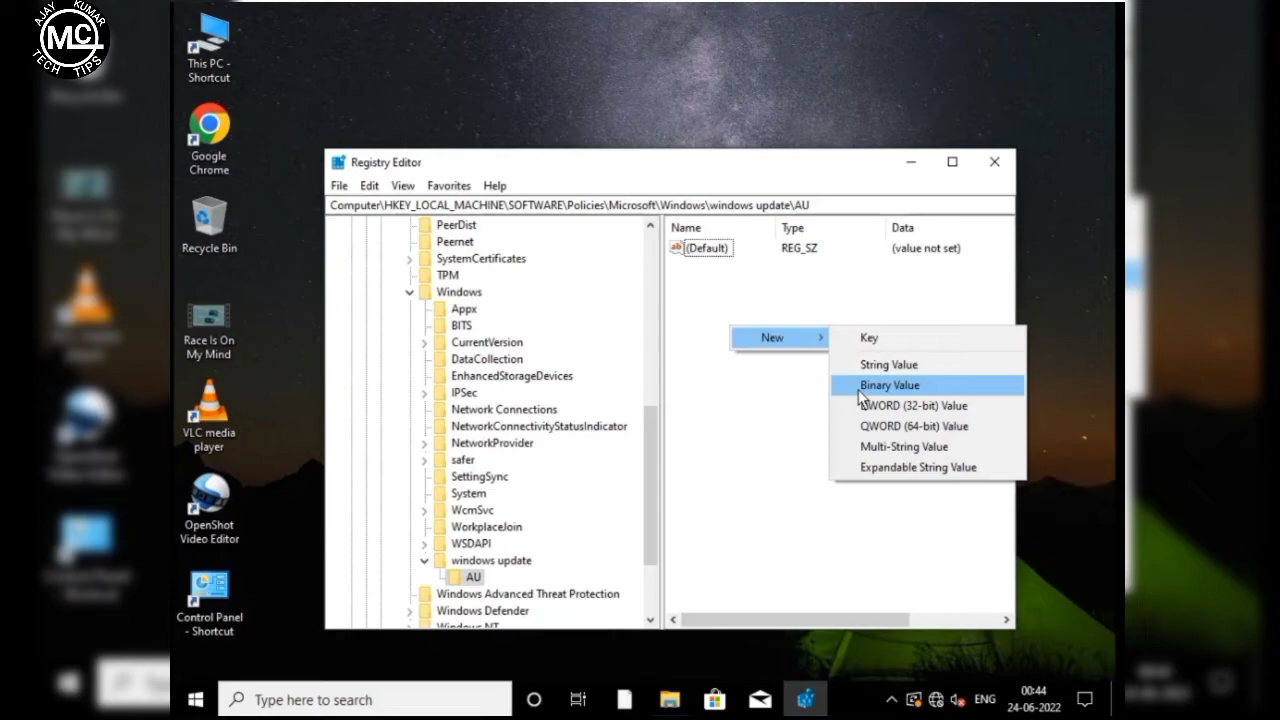 AJAY KUMAR
MC
TECH TIPS
This PC -
Shortcut
Google
Chrome
Recycle Bin
Race Is On
My Mind
VLC media
player
OpenShot
Video Editor
Control Panel
- Shortcut
Registry Editor
File Edit View Favorites Help
Computer\HKEY_LOCAL_MACHINE\SOFTWARE\Policies\Microsoft\Windows\windows update\AU
PeerDist
Peernet
SystemCertificates
TPM
Windows
Appx
BITS
CurrentVersion
DataCollection
EnhancedStorageDevices
IPSec
Network Connections
NetworkConnectivityStatusIndicator
NetworkProvider
safer
SettingSync
System
WcmSvc
WorkplaceJoin
WSDAPI
windows update
AU
Windows Advanced Threat Protection
Windows Defender
Windows NT
Name Type Data
ab (Default) REG_SZ (value not set)
New
Key
String Value
Binary Value
DWORD (32-bit) Value
QWORD (64-bit) Value
Multi-String Value
Expandable String Value
Type here to search
ENG
00:44
24-06-2022